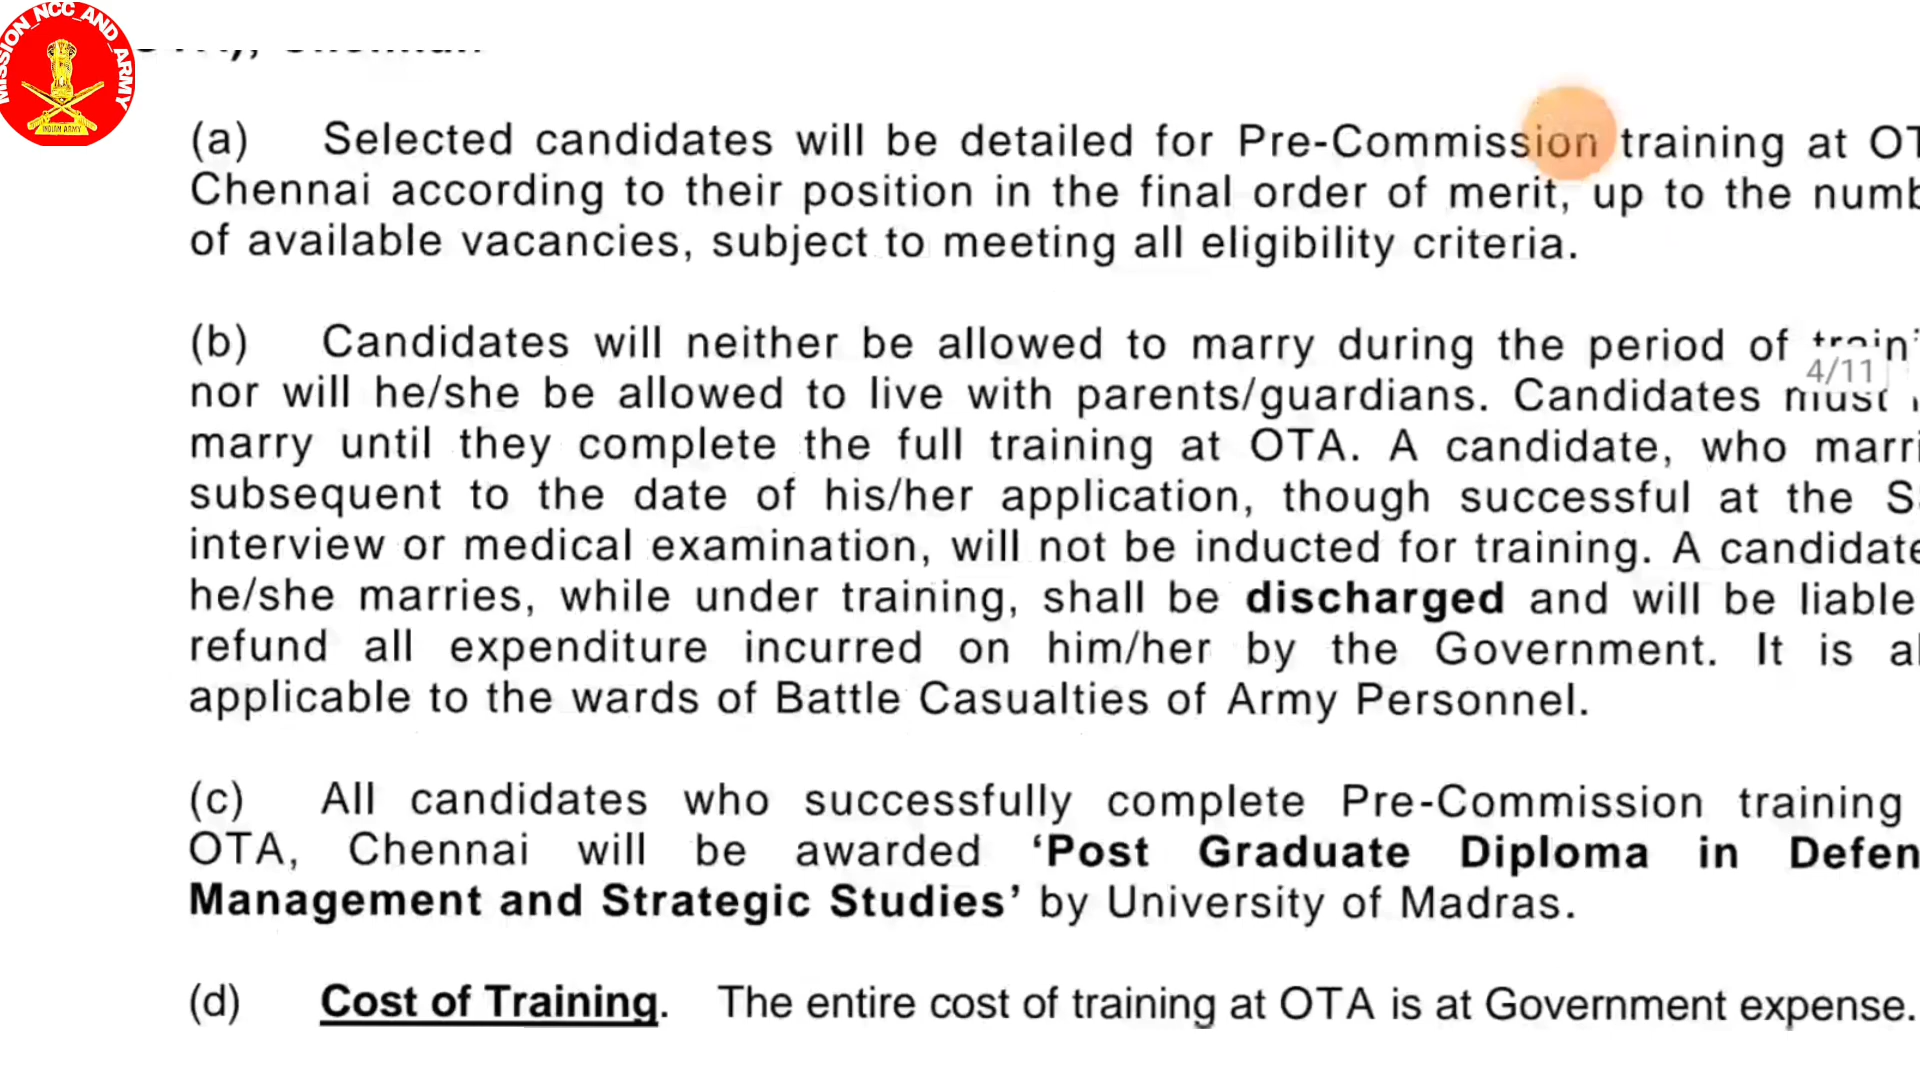 MISSION_NCC_AND_ARMY
INDIAN ARMY
(a) Selected candidates will be detailed for Pre-Commission training at
Chennai according to their position in the final order of merit, up to the
of available vacancies, subject to meeting all eligibility criteria.
(b) Candidates will neither be allowed to marry during the period of
4/11
nor will he/she be allowed to live with parents/guardians. Candidates must
marry until they complete the full training at OTA. A candidate, who
subsequent to the date of his/her application, though successful at the
interview or medical examination, will not be inducted for training. A
he/she marries, while under training, shall be discharged and will be liable
refund all expenditure incurred on him/her by the Government. It is
applicable to the wards of Battle Casualties of Army Personnel.
(c) All candidates who successfully complete Pre-Commission training
OTA, Chennai will be awarded ‘Post Graduate Diploma in
Management and Strategic Studies’ by University of Madras.
(d) Cost of Training. The entire cost of training at OTA is at Government expense.